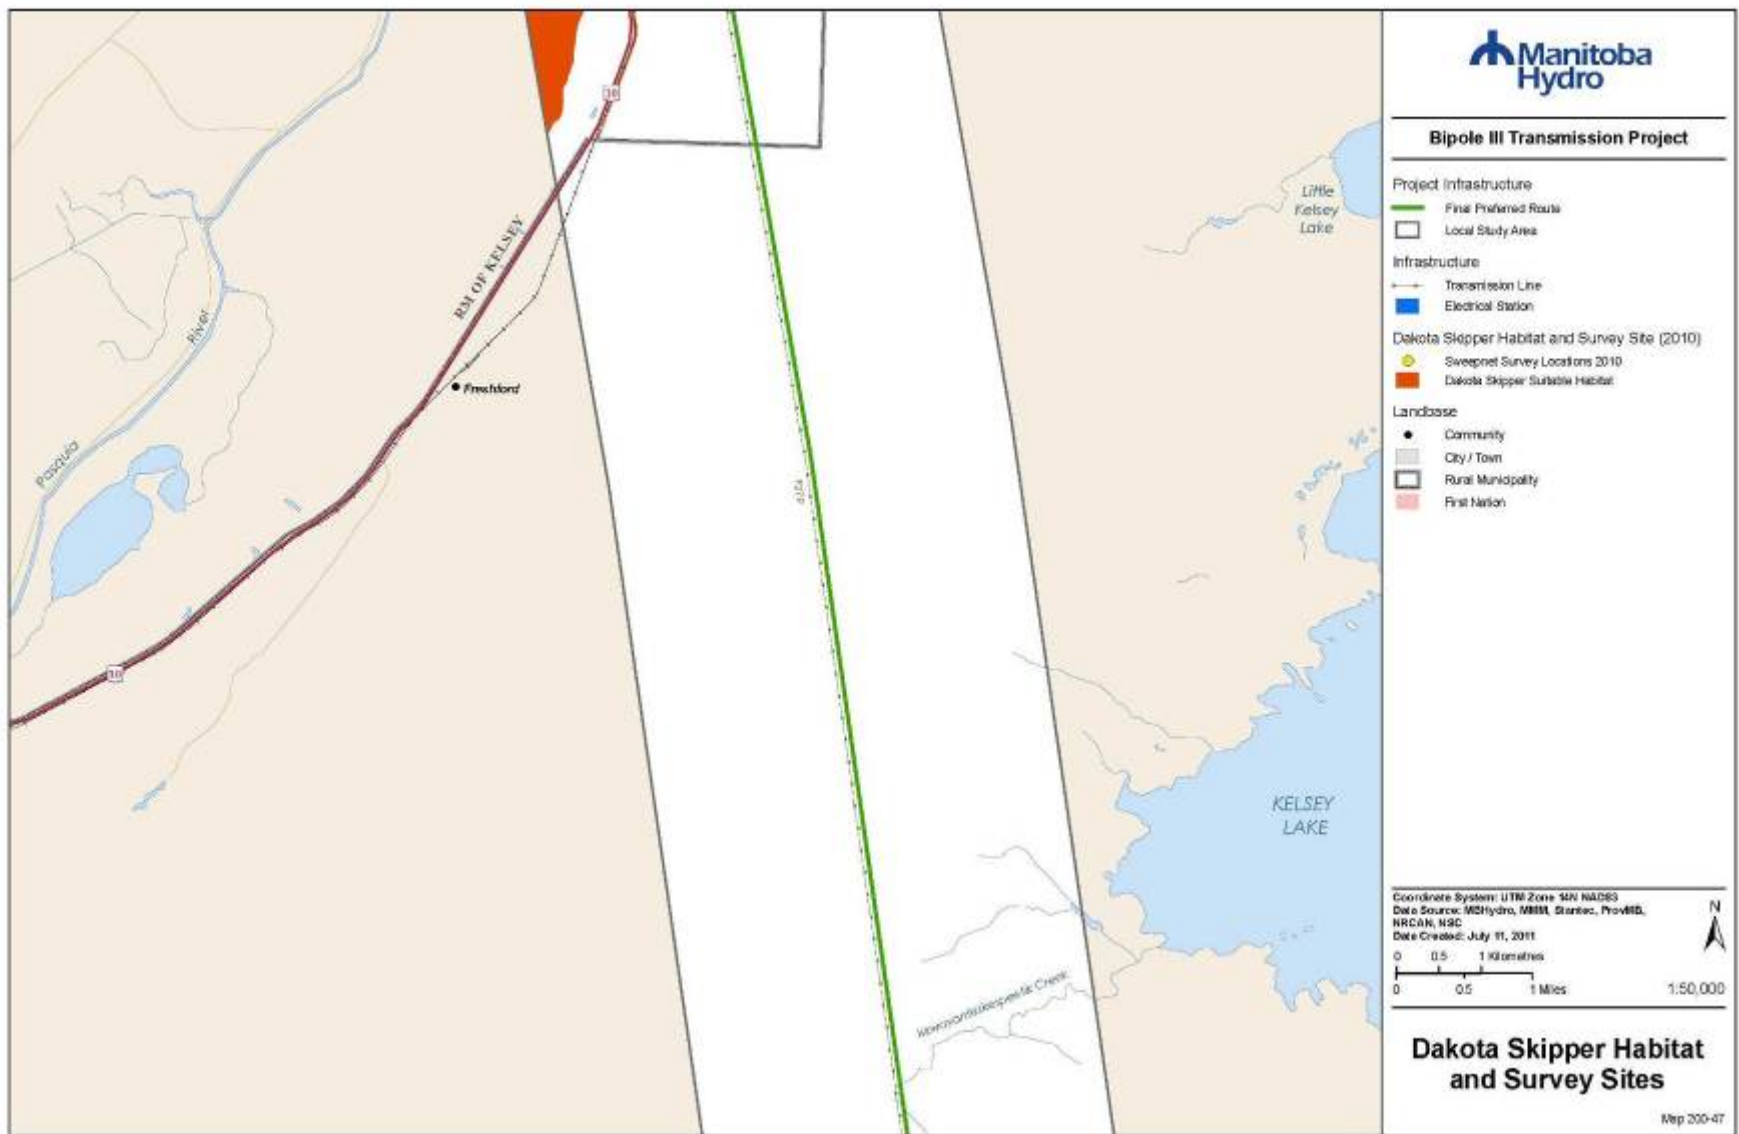 Manitoba
Hydro
Bipole III Transmission Project
Project Infrastructure
Final Preferred Route
Local Study Area
Infrastructure
Transmission Line
Electrical Station
Dakota Skipper Habitat and Survey Site (2010)
Sweepnet Survey Locations 2010
Dakota Skipper Suitable Habitat
Landbase
Community
City / Town
Rural Municipality
First Nation
Coordinate System: UTM Zone 14N NAD83
Data Source: MBHydro, MMM, Stantec, ProvMB,
NRCAN, NSC
Date Created: July 11, 2011
N
0 0.5 1 Kilometres
0 0.5 1 Miles
1:50,000
Dakota Skipper Habitat
and Survey Sites
Map 200-47
10
Little
Kelsey
Lake
RM OF KELSEY
River
Freshford
Pasquia
10
KELSEY
LAKE
Creek